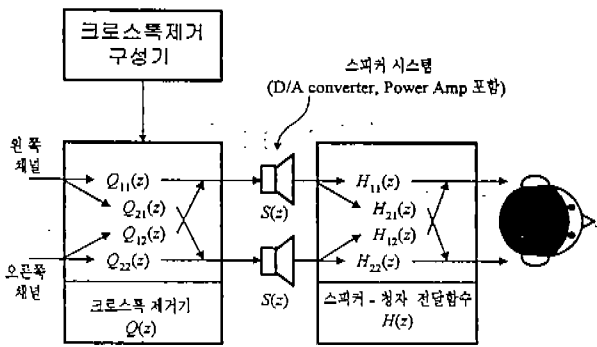 크로스톡제거
구성기
스피커 시스템
(D/A converter, Power Amp 포함)
왼쪽
채널
오른쪽
채널
Q₁₁(z)
Q₂₁(z)
Q₁₂(z)
Q₂₂(z)
S(z)
S(z)
H₁₁(z)
H₂₁(z)
H₁₂(z)
H₂₂(z)
크로스톡 제거기
Q(z)
스피커 - 청자 전달함수
H(z)